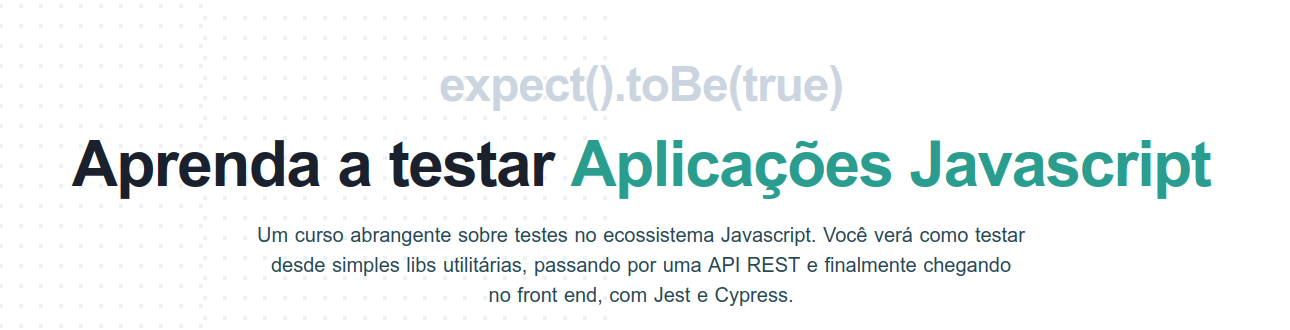 expect().toBe(true)
Aprenda a testar Aplicações Javascript
Um curso abrangente sobre testes no ecossistema Javascript. Você verá como testar
desde simples libs utilitárias, passando por uma API REST e finalmente chegando
no front end, com Jest e Cypress.